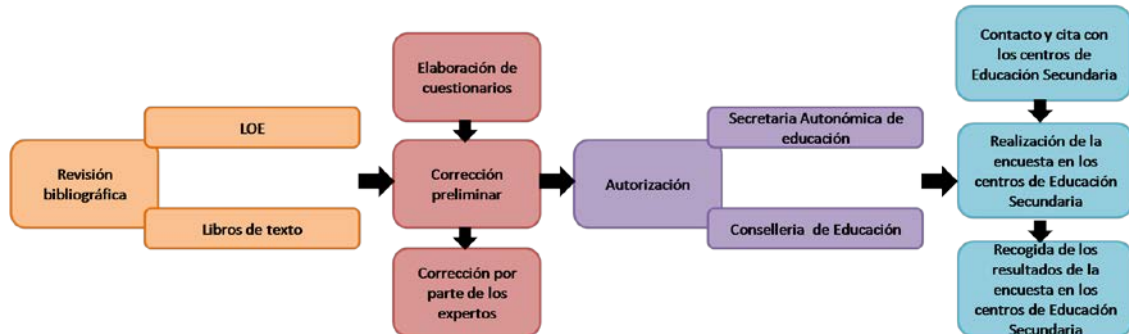 Revisión
bibliográfica
LOE
Libros de texto
Elaboración de
cuestionarios
Corrección
preliminar
Corrección por
parte de los
expertos
Autorización
Secretaria Autonómica de
educación
Conselleria de Educación
Contacto y cita con
los centros de
Educación Secundaria
Realización de la
encuesta en los
centros de Educación
Secundaria
Recogida de los
resultados de la
encuesta en los
centros de Educación
Secundaria